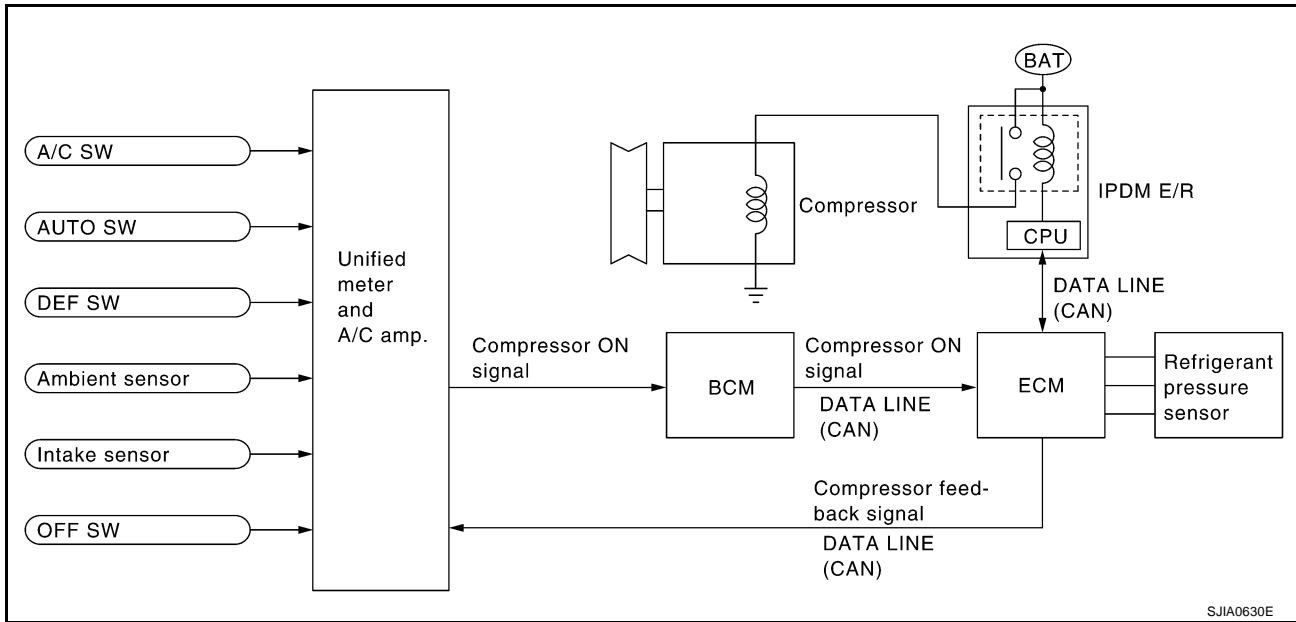 BAT
A/C SW
AUTO SW
DEF SW
Ambient sensor
Intake sensor
OFF SW
Unified
meter
and
A/C amp.
Compressor
IPDM E/R
CPU
DATA LINE
(CAN)
Compressor ON
signal
BCM
Compressor ON
signal
DATA LINE
(CAN)
ECM
Refrigerant
pressure
sensor
Compressor feed-
back signal
DATA LINE
(CAN)
SJIA0630E